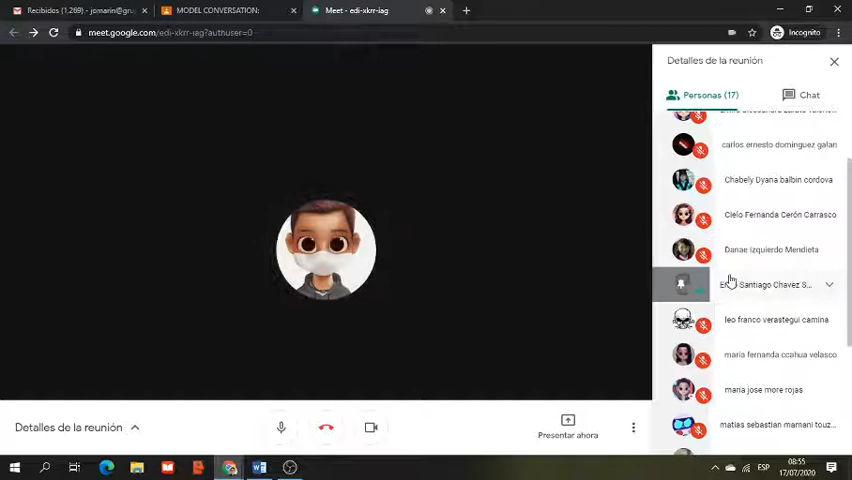 Recibidos (1.269) - jomarin@gru
MODEL CONVERSATION:
Meet - edi-xkrr-iag
meet.google.com/edi-xkrr-iag?authuser=0
Incognito
Detalles de la reunión
Personas (17)
Chat
carlos ernesto dominguez galan
Chabely Dyana balbin cordova
Cielo Fernanda Cerón Carrasco
Danae Izquierdo Mendieta
Santiago Chavez S...
leo franco verastegui camina
maria fernanda ccahua velasco
maria jose more rojas
matias sebastian mamani touz...
Detalles de la reunión
Presentar ahora
ESP
08:55
17/07/2020